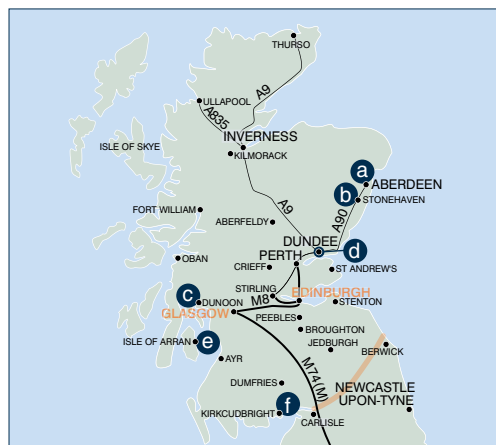 THURSO
A9
ULLAPOOL
A835
ISLE OF SKYE
INVERNESS
KILMORACK
a
ABERDEEN
b
STONEHAVEN
FORT WILLIAM
A9
ABERFELDY
A90
DUNDEE
d
OBAN
PERTH
CRIEFF
ST ANDREW'S
STIRLING
c
DUNOON
M8
EDINBURGH
STENTON
GLASGOW
PEEBLES
BROUGHTON
ISLE OF ARRAN
e
JEDBURGH
BERWICK
AYR
M74(M)
DUMFRIES
NEWCASTLE
UPON-TYNE
KIRKCUDBRIGHT
f
CARLISLE